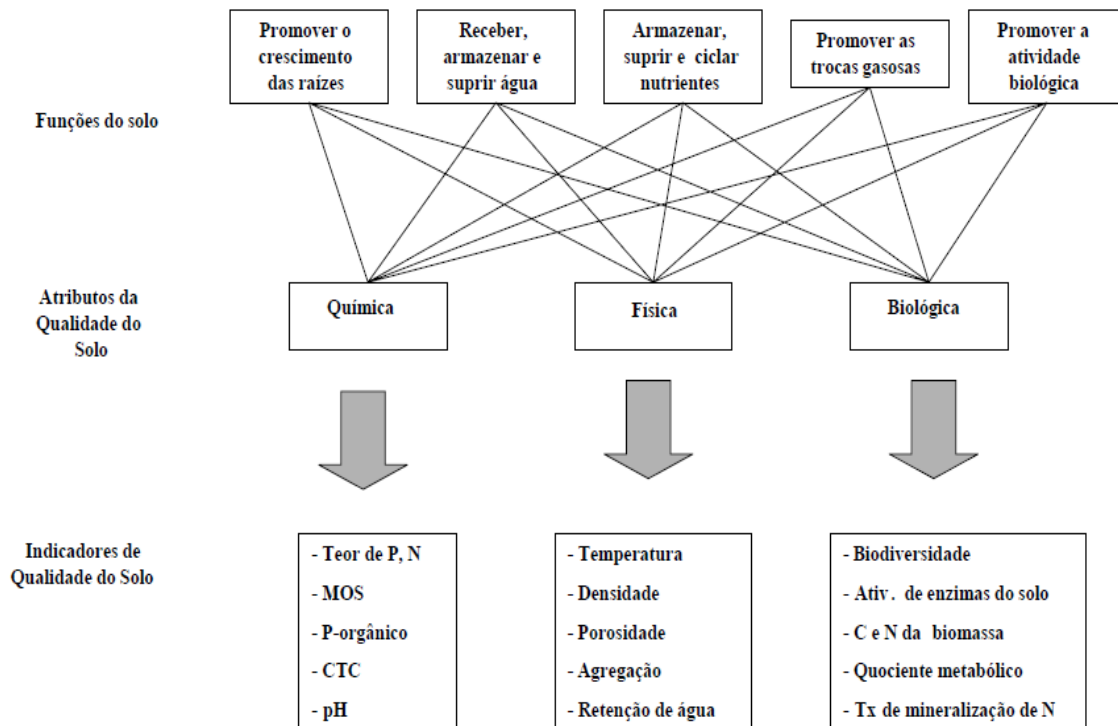 Promover o
crescimento
das raízes
Receber,
armazenar e
suprir água
Armazenar,
suprir e ciclar
nutrientes
Promover as
trocas gasosas
Promover a
atividade
biológica
Funções do solo
Atributos da
Qualidade do
Solo
Química
Física
Biológica
Indicadores de
Qualidade do Solo
- Teor de P, N
- MOS
- P-orgânico
- CTC
- pH
- Temperatura
- Densidade
- Porosidade
- Agregação
- Retenção de água
- Biodiversidade
- Ativ. de enzimas do solo
- C e N da biomassa
- Quociente metabólico
- Tx de mineralização de N